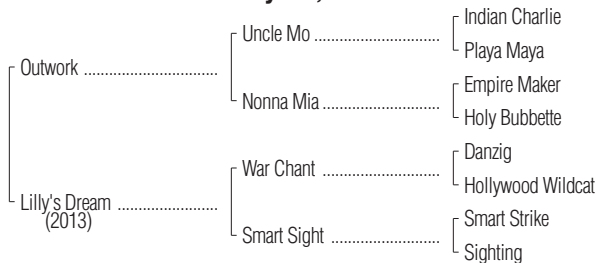 Indian Charlie
Uncle Mo ..................................
Playa Maya
Outwork ....................................
Empire Maker
Nonna Mia ................................
Holy Bubbette
Danzig
War Chant ................................
Hollywood Wildcat
Lilly's Dream ...........................
(2013)
Smart Strike
Smart Sight ..............................
Sighting